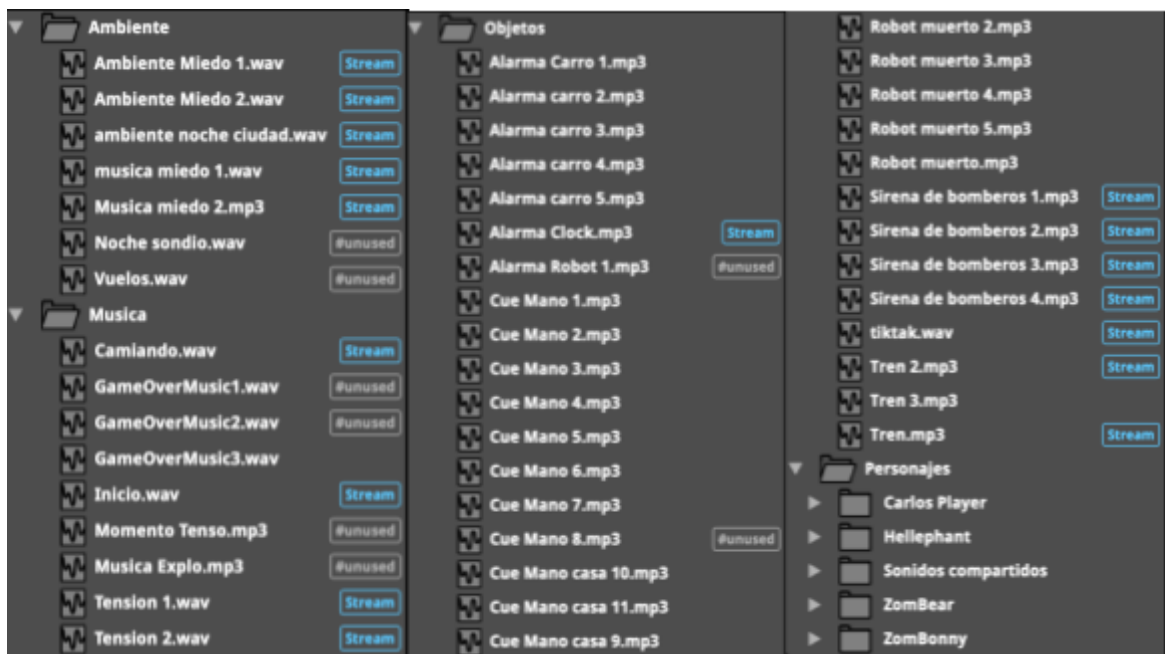 Ambiente
Ambiente Miedo 1.wav Stream
Ambiente Miedo 2.wav Stream
ambiente noche ciudad.wav Stream
musica miedo 1.wav Stream
Musica miedo 2.mp3 Stream
Noche sondio.wav #unused
Vuelos.wav #unused
Musica
Camiando.wav Stream
GameOverMusic1.wav #unused
GameOverMusic2.wav #unused
GameOverMusic3.wav
Inicio.wav Stream
Momento Tenso.mp3 #unused
Musica Explo.mp3 #unused
Tension 1.wav Stream
Tension 2.wav Stream
Objetos
Alarma Carro 1.mp3
Alarma carro 2.mp3
Alarma carro 3.mp3
Alarma carro 4.mp3
Alarma carro 5.mp3
Alarma Clock.mp3 Stream
Alarma Robot 1.mp3 #unused
Cue Mano 1.mp3
Cue Mano 2.mp3
Cue Mano 3.mp3
Cue Mano 4.mp3
Cue Mano 5.mp3
Cue Mano 6.mp3
Cue Mano 7.mp3
Cue Mano 8.mp3 #unused
Cue Mano casa 10.mp3
Cue Mano casa 11.mp3
Cue Mano casa 9.mp3
Robot muerto 2.mp3
Robot muerto 3.mp3
Robot muerto 4.mp3
Robot muerto 5.mp3
Robot muerto.mp3
Sirena de bomberos 1.mp3 Stream
Sirena de bomberos 2.mp3 Stream
Sirena de bomberos 3.mp3 Stream
Sirena de bomberos 4.mp3 Stream
tiktak.wav Stream
Tren 2.mp3 Stream
Tren 3.mp3
Tren.mp3 Stream
Personajes
Carlos Player
Hellephant
Sonidos compartidos
ZomBear
ZomBonny